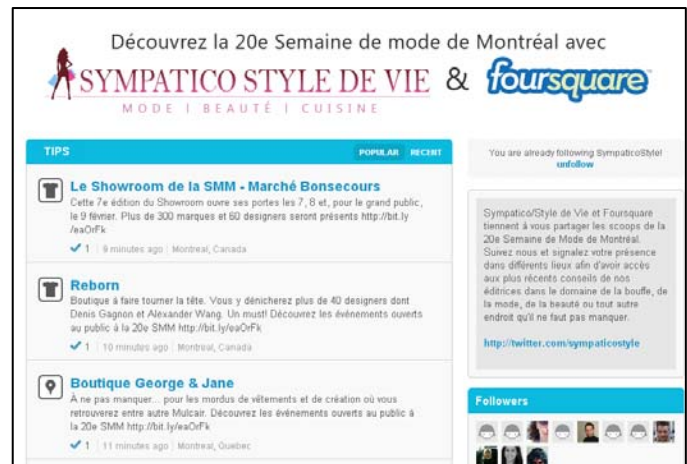 Découvrez la 20e Semaine de mode de Montréal avec
SYMPATICO STYLE DE VIE & foursquare
MODE | BEAUTÉ | CUISINE
TIPS POPULAR RECENT
Le Showroom de la SMM - Marché Bonsecours
Cette 7e édition du Showroom ouvre ses portes les 7, 8 et, pour le grand public,
le 9 février. Plus de 300 marques et 60 designers seront présents http://bit.ly
/eaOrFk
1 | 9 minutes ago | Montreal, Canada
Reborn
Boutique à faire tourner la tête. Vous y dénicherez plus de 40 designers dont
Denis Gagnon et Alexander Wang. Un must! Découvrez les événements ouverts
au public à la 20e SMM http://bit.ly/eaOrFk
1 | 10 minutes ago | Montreal, Canada
Boutique George & Jane
À ne pas manquer... pour les mordus de vêtements et de création où vous
retrouverez entre autre Mulcair. Découvrez les événements ouverts au public à
la 20e SMM http://bit.ly/eaOrFk
1 | 11 minutes ago | Montreal, Quebec
You are already following SympaticoStyle!
unfollow
Sympatico/Style de Vie et Foursquare
tiennent à vous partager les scoops de la
20e Semaine de Mode de Montréal.
Suivez nous et signalez votre présence
dans différents lieux afin d'avoir accès
aux plus récents conseils de nos
éditrices dans le domaine de la bouffe, de
la mode, de la beauté ou tout autre
endroit qu'il ne faut pas manquer.
http://twitter.com/sympaticostyle
Followers